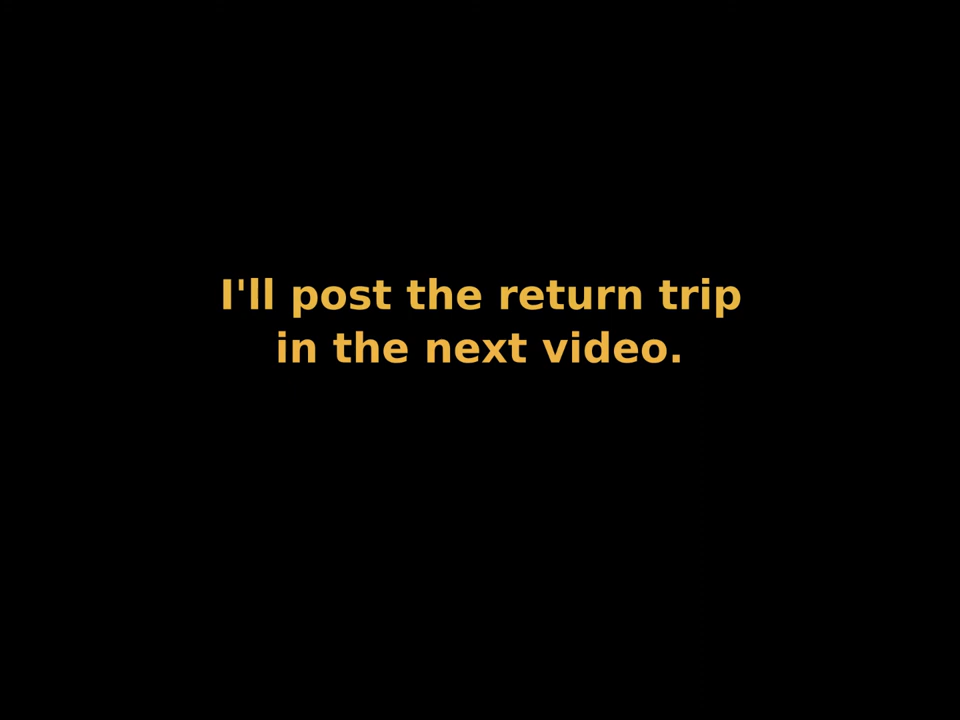 I'll post the return trip
in the next video.